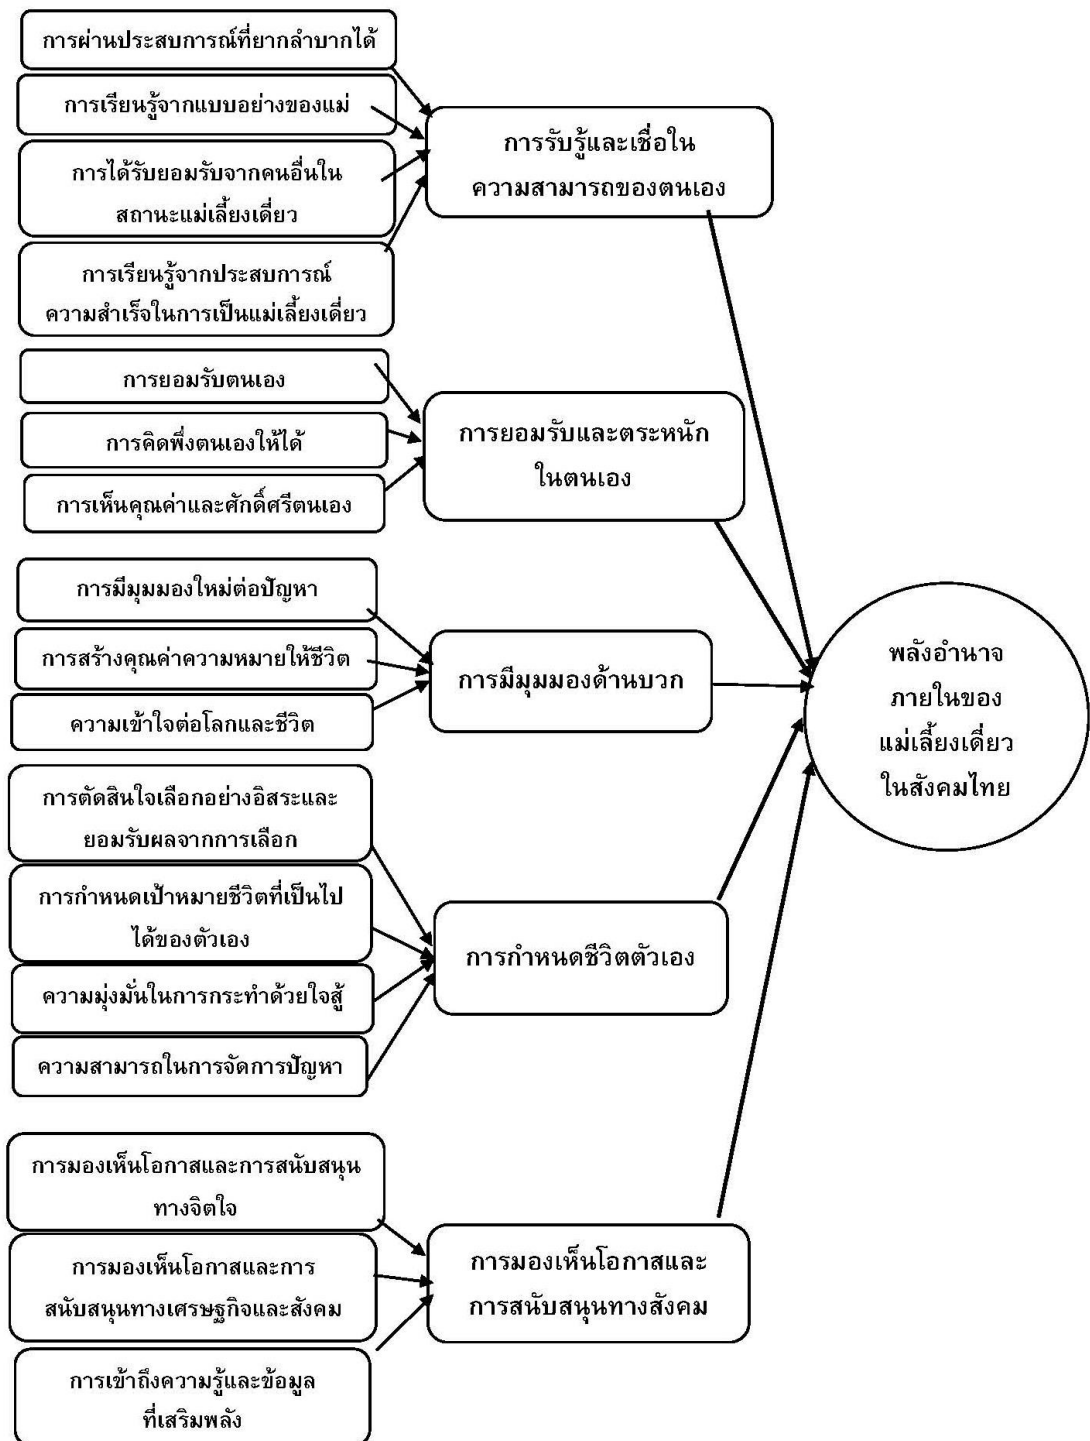 การผ่านประสบการณ์ที่ยากลำบากได้
การเรียนรู้จากแบบอย่างของแม่
การได้รับยอมรับจากคนอื่นใน
สถานะแม่เลี้ยงเดี่ยว
การเรียนรู้จากประสบการณ์
ความสำเร็จในการเป็นแม่เลี้ยงเดี่ยว
การรับรู้และเชื่อใน
ความสามารถของตนเอง
การยอมรับตนเอง
การคิดพึ่งตนเองให้ได้
การเห็นคุณค่าและศักดิ์ศรีตนเอง
การยอมรับและตระหนัก
ในตนเอง
การมีมุมมองใหม่ต่อปัญหา
การสร้างคุณค่าความหมายให้ชีวิต
ความเข้าใจต่อโลกและชีวิต
การมีมุมมองด้านบวก
การตัดสินใจเลือกอย่างอิสระและ
ยอมรับผลจากการเลือก
การกำหนดเป้าหมายชีวิตที่เป็นไป
ได้ของตัวเอง
ความมุ่งมั่นในการกระทำด้วยใจสู้
ความสามารถในการจัดการปัญหา
การกำหนดชีวิตตัวเอง
การมองเห็นโอกาสและการสนับสนุน
ทางจิตใจ
การมองเห็นโอกาสและการ
สนับสนุนทางเศรษฐกิจและสังคม
การเข้าถึงความรู้และข้อมูล
ที่เสริมพลัง
การมองเห็นโอกาสและ
การสนับสนุนทางสังคม
พลังอำนาจ
ภายในของ
แม่เลี้ยงเดี่ยว
ในสังคมไทย